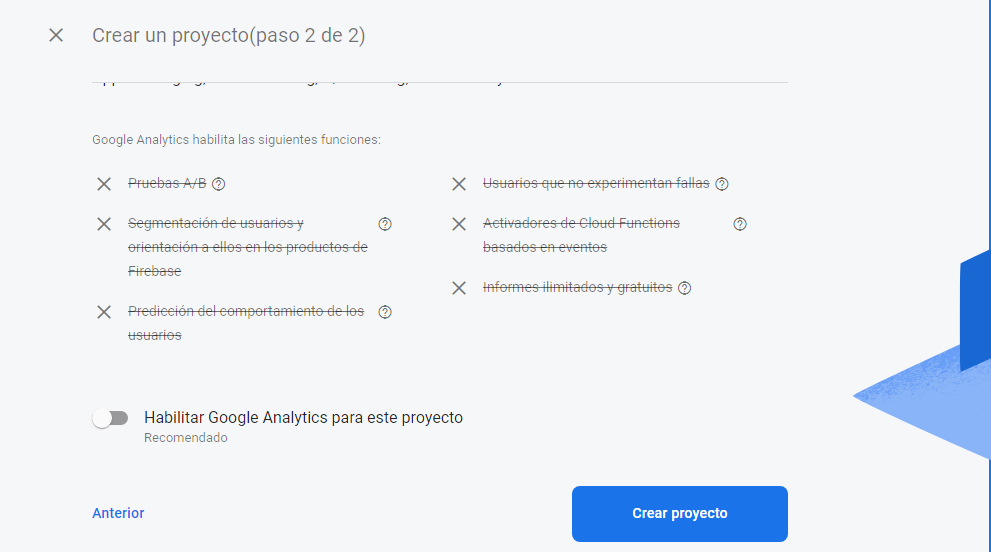 Crear un proyecto(paso 2 de 2)
Google Analytics habilita las siguientes funciones:
Pruebas A/B
Segmentación de usuarios y
orientación a ellos en los productos de
Firebase
Predicción del comportamiento de los
usuarios
Usuarios que no experimentan fallas
Activadores de Cloud Functions
basados en eventos
Informes ilimitados y gratuitos
Habilitar Google Analytics para este proyecto
Recomendado
Anterior
Crear proyecto